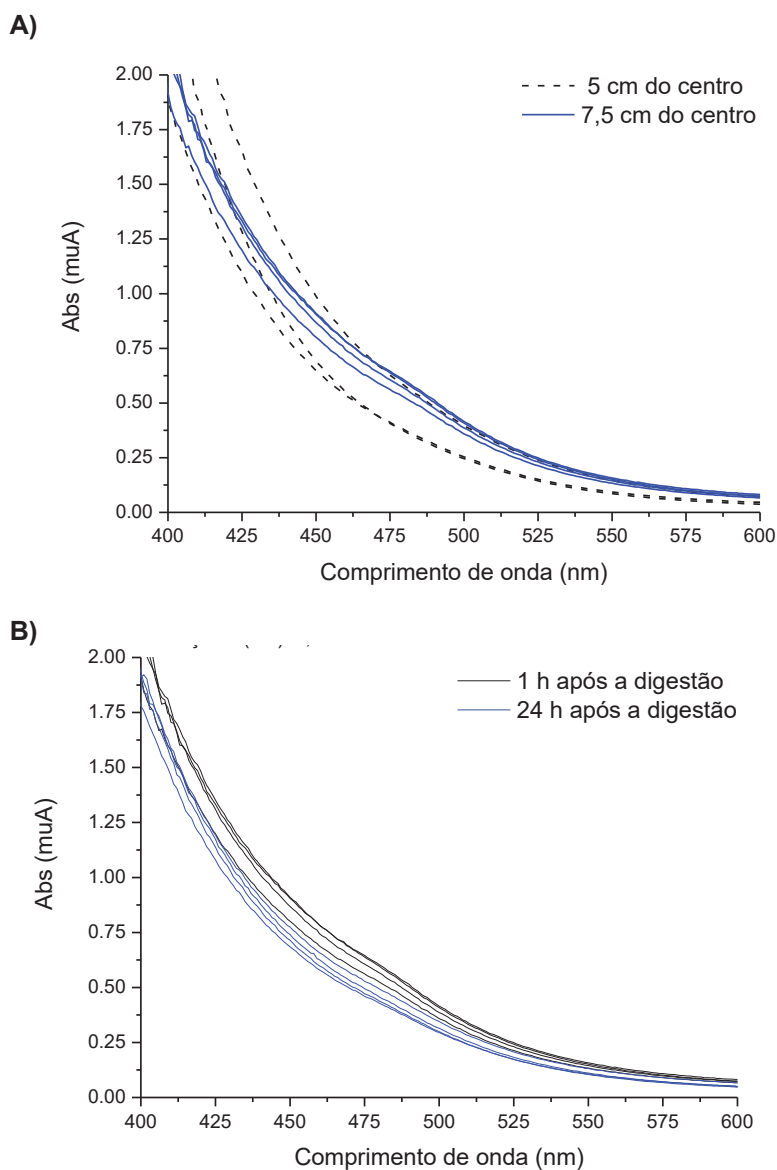 A)
2.00
1.75
1.50
1.25
1.00
0.75
0.50
0.25
0.00
Abs (muA)
5 cm do centro
7,5 cm do centro
400 425 450 475 500 525 550 575 600
Comprimento de onda (nm)
B)
2.00
1.75
1.50
1.25
1.00
0.75
0.50
0.25
0.00
Abs (muA)
1 h após a digestão
24 h após a digestão
400 425 450 475 500 525 550 575 600
Comprimento de onda (nm)